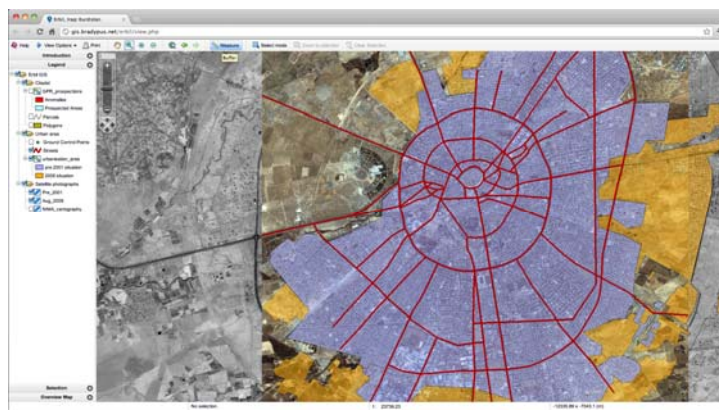 Erbil, Iraqi Kurdistan
gis.bradypus.net/erbil/view.php
Help View Options Print Measure Select mode Zoom to selection Clear Selection
Buffer
Introduction
Legend
Erbil GIS
Citadel
GPR_prospections
Anomalies
Prospected Areas
Parcels
Polygons
Urban area
Ground Control Points
Streets
urbanisation_area
pre 2001 situation
2009 situation
Satellite photographs
Pre_2001
Aug_2009
Selection
Overview Map
No selection